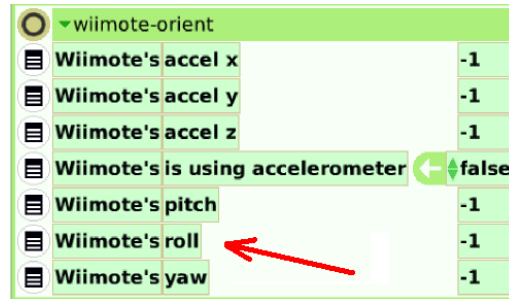 wiimote-orient
Wiimote's accel x -1
Wiimote's accel y -1
Wiimote's accel z -1
Wiimote's is using accelerometer false
Wiimote's pitch -1
Wiimote's roll -1
Wiimote's yaw -1